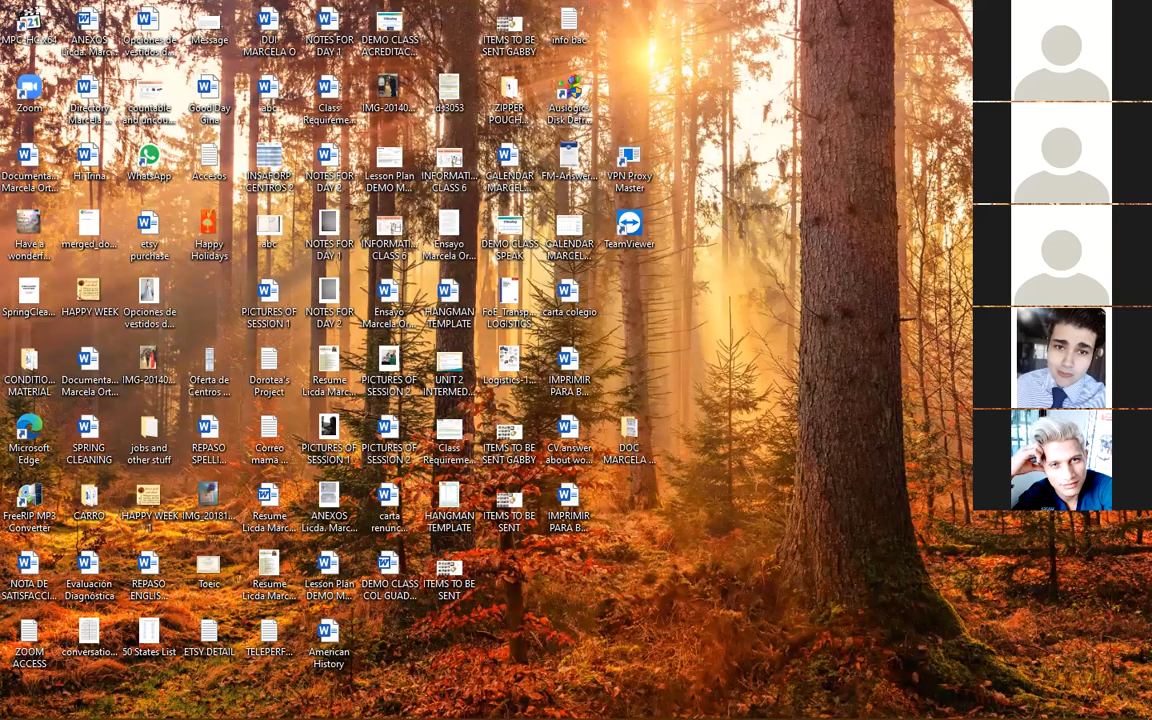 MPC-HC x64
ANEXOS
Licda. Marc...
Opciones de
vestidos d...
Message
DUI
MARCELA O
NOTES FOR
DAY 1
DEMO CLASS
ACREDITAC...
ITEMS TO BE
SENT GABBY
info bac
Zoom
Directory
Marcela ...
countable
and uncou...
Good Day
Gina
abc
Class
Requireme...
IMG-20140...
ds3053
ZIPPER
POUCH...
Auslogics
Disk Defr...
Documenta...
Marcela Ort...
Hi Trina
WhatsApp
Accesos
INSAFORP
CENTROS 2
NOTES FOR
DAY 2
Lesson Plan
DEMO M...
INFORMATI...
CLASS 6
CALENDAR
MARCEL...
FM-Answer...
VPN Proxy
Master
Have a
wonderf...
merged_do...
etsy
purchase
Happy
Holidays
abc
NOTES FOR
DAY 1
INFORMATI...
CLASS 6
Ensayo
Marcela Or...
DEMO CLASS
SPEAK
CALENDAR
MARCEL...
TeamViewer
SpringClea...
HAPPY WEEK
Opciones de
vestidos d...
PICTURES OF
SESSION 1
NOTES FOR
DAY 2
Ensayo
Marcela Or...
HANGMAN
TEMPLATE
FoE_Transp...
LOGISTICS
carta colegio
CONDITIO...
MATERIAL
Documenta...
Marcela Ort...
IMG-20140...
Oferta de
Centros ...
Dorotea's
Project
Resume
Licda Marc...
PICTURES OF
SESSION 2
UNIT 2
INTERMED...
Logistics-1...
IMPRIMIR
PARA B...
Microsoft
Edge
SPRING
CLEANING
jobs and
other stuff
REPASO
SPELLI...
Correo
mamá ...
PICTURES OF
SESSION 1
PICTURES OF
SESSION 2
Class
Requireme...
ITEMS TO BE
SENT GABBY
CV answer
about wo...
DOC
MARCELA ...
FreeRIP MP3
Converter
CARRO
HAPPY WEEK
1
IMG_20181...
Resume
Licda Marc...
ANEXOS
Licda. Marc...
carta
renunc...
HANGMAN
TEMPLATE
ITEMS TO BE
SENT
IMPRIMIR
PARA B...
NOTA DE
SATISFACCI...
Evaluación
Diagnóstica
REPASO
ENGLIS...
Toeic
Resume
Licda Marc...
Lesson Plan
DEMO M...
DEMO CLASS
COL GUAD...
ITEMS TO BE
SENT
ZOOM
ACCESS
conversatio...
50 States List
ETSY DETAIL
TELEPERF...
American
History